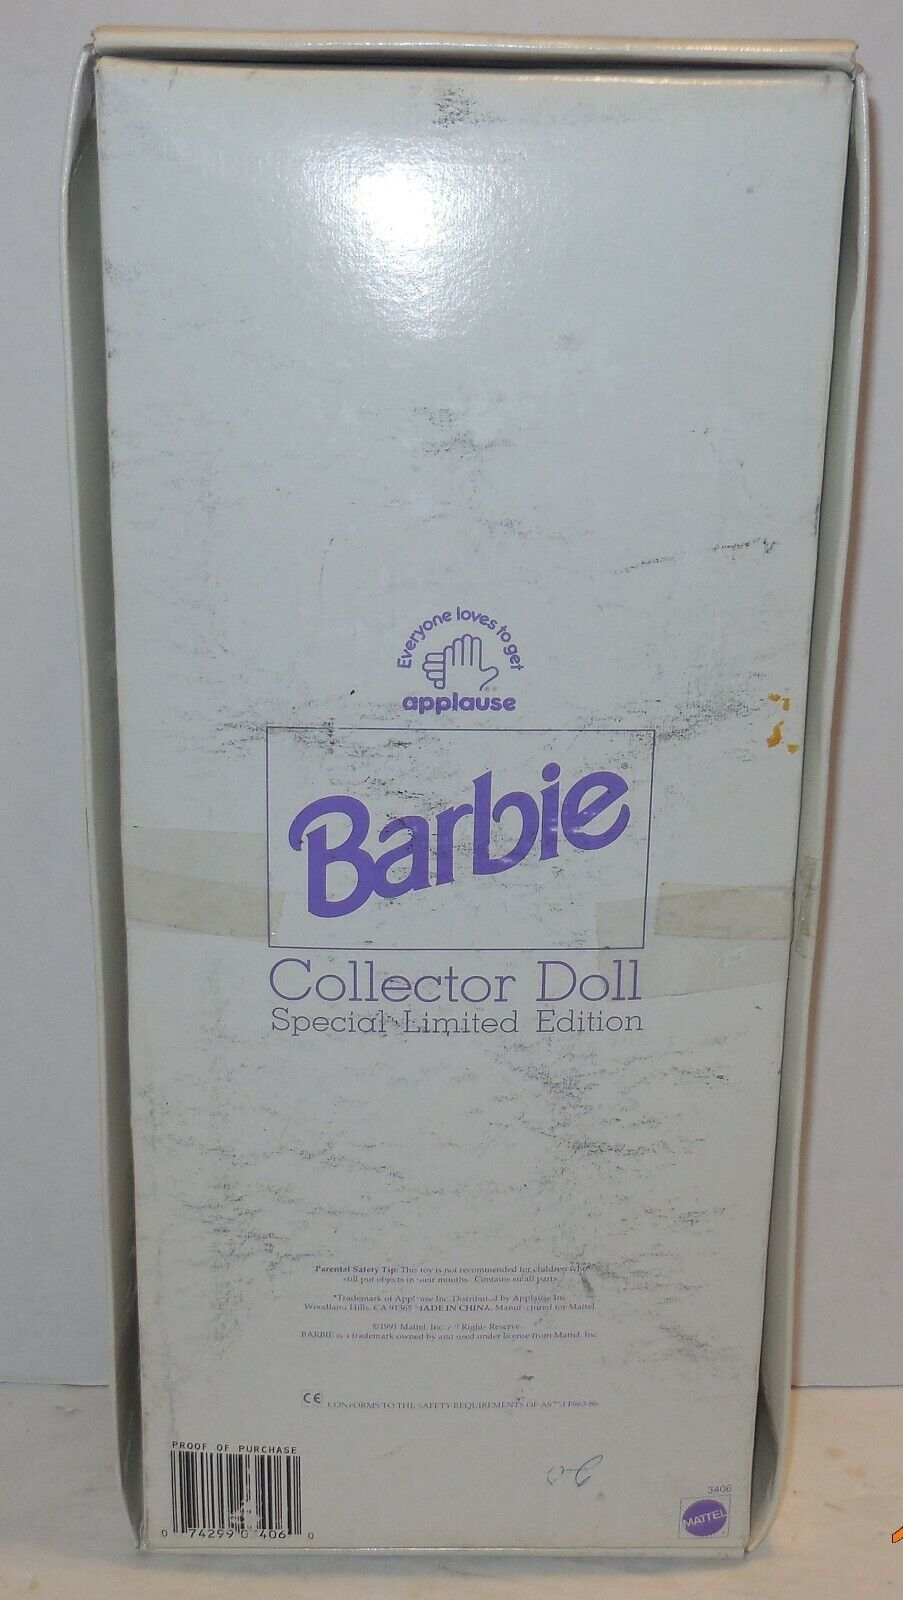 Everyone loves to get
applause
Barbie®
Collector Doll
Special Limited Edition
Parental Safety Tip: This toy is not recommended for children who
still put objects in their mouths. Contains small parts.
*Trademark of Applause Inc. Distributed by Applause Inc.
Woodland Hills, CA 91365 MADE IN CHINA. Manufactured for Mattel
©1991 Mattel, Inc. All Rights Reserve
BARBIE is a trademark owned by and used under license from Mattel, Inc.
CE CONFORMS TO THE SAFETY REQUIREMENTS OF ASTM F963-86
PROOF OF PURCHASE
0 74299 0 406 0
3406
MATTEL